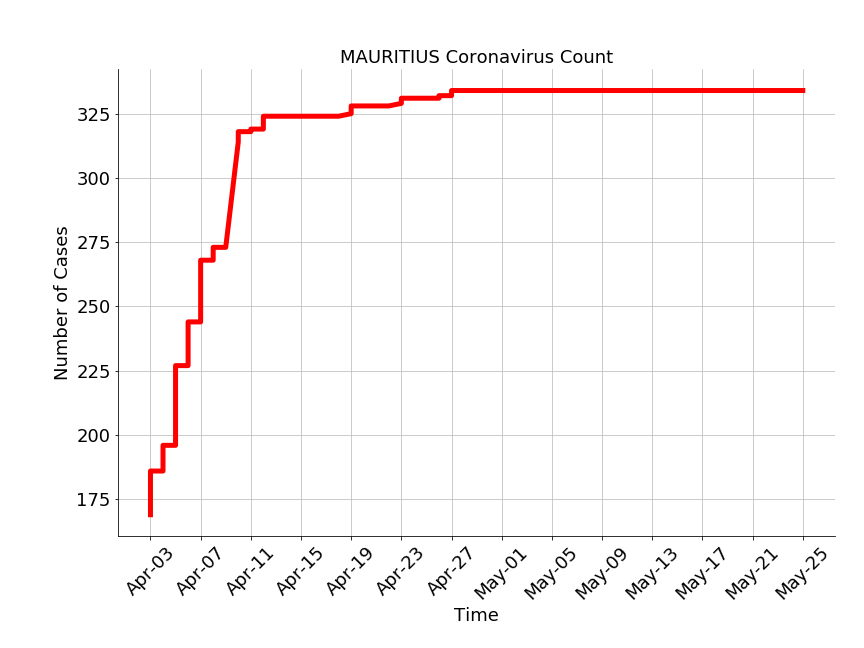 MAURITIUS Coronavirus Count
Number of Cases
325
300
275
250
225
200
175
Apr-03
Apr-07
Apr-11
Apr-15
Apr-19
Apr-23
Apr-27
May-01
May-05
May-09
May-13
May-17
May-21
May-25
Time